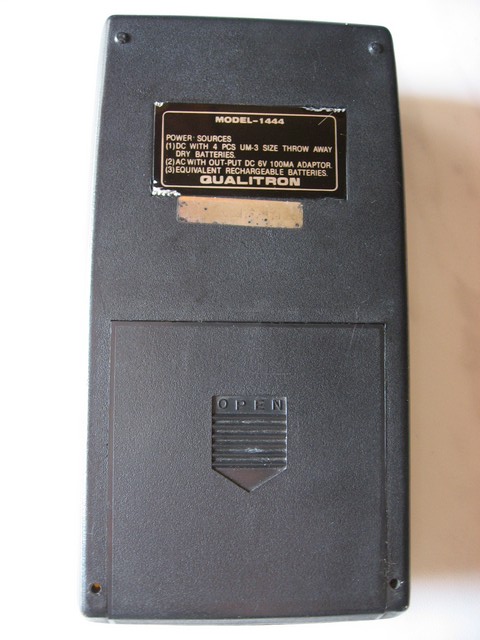 MODEL-1444
POWER SOURCES
(1)DC WITH 4 PCS UM-3 SIZE THROW AWAY
DRY BATTERIES.
(2)AC WITH OUT-PUT DC 6V 100MA ADAPTOR.
(3)EQUIVALENT RECHARGEABLE BATTERIES.
QUALITRON
OPEN